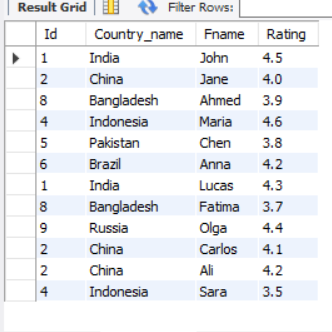 Result Grid Filter Rows:
Id Country_name Fname Rating
1 India John 4.5
2 China Jane 4.0
8 Bangladesh Ahmed 3.9
4 Indonesia Maria 4.6
5 Pakistan Chen 3.8
6 Brazil Anna 4.2
1 India Lucas 4.3
8 Bangladesh Fatima 3.7
9 Russia Olga 4.4
2 China Carlos 4.1
2 China Ali 4.2
4 Indonesia Sara 3.5